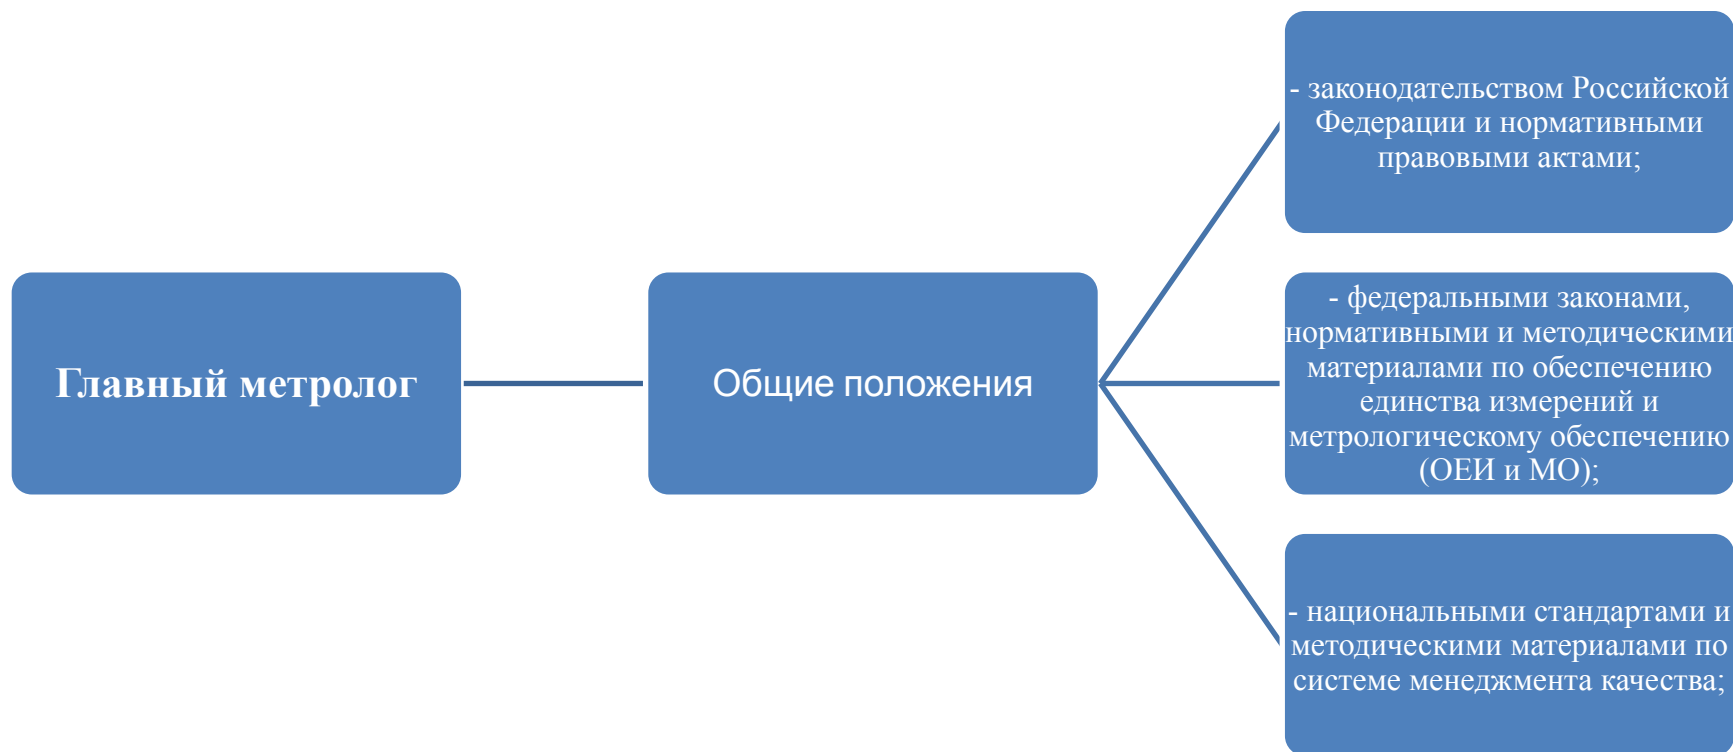 Главный метролог
Общие положения
- законодательством Российской
Федерации и нормативными
правовыми актами;
- федеральными законами,
нормативными и методическими
материалами по обеспечению
единства измерений и
метрологическому обеспечению
(ОЕИ и МО);
- национальными стандартами и
методическими материалами по
системе менеджмента качества;